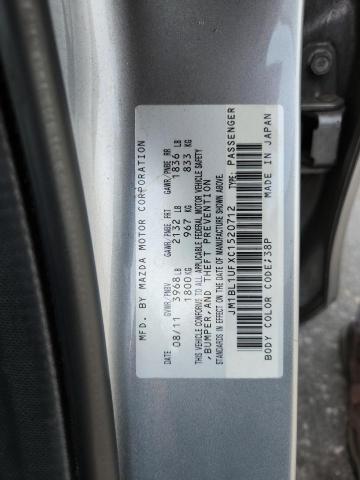 MFD. BY MAZDA MOTOR CORPORATION
DATE GVWR/PNBV GAWR/PNBE FRT GAWR/PNBE RR
08/11 3968 LB 2132 LB 1836 LB
1800 KG 967 KG 833 KG
THIS VEHICLE CONFORMS TO ALL APPLICABLE FEDERAL MOTOR VEHICLE SAFETY
,BUMPER,AND THEFT PREVENTION
STANDARDS IN EFFECT ON THE DATE OF MANUFACTURE SHOWN ABOVE.
JM1BL1UFXC1520712 TYPE: PASSENGER
BODY COLOR CODE:38P MADE IN JAPAN